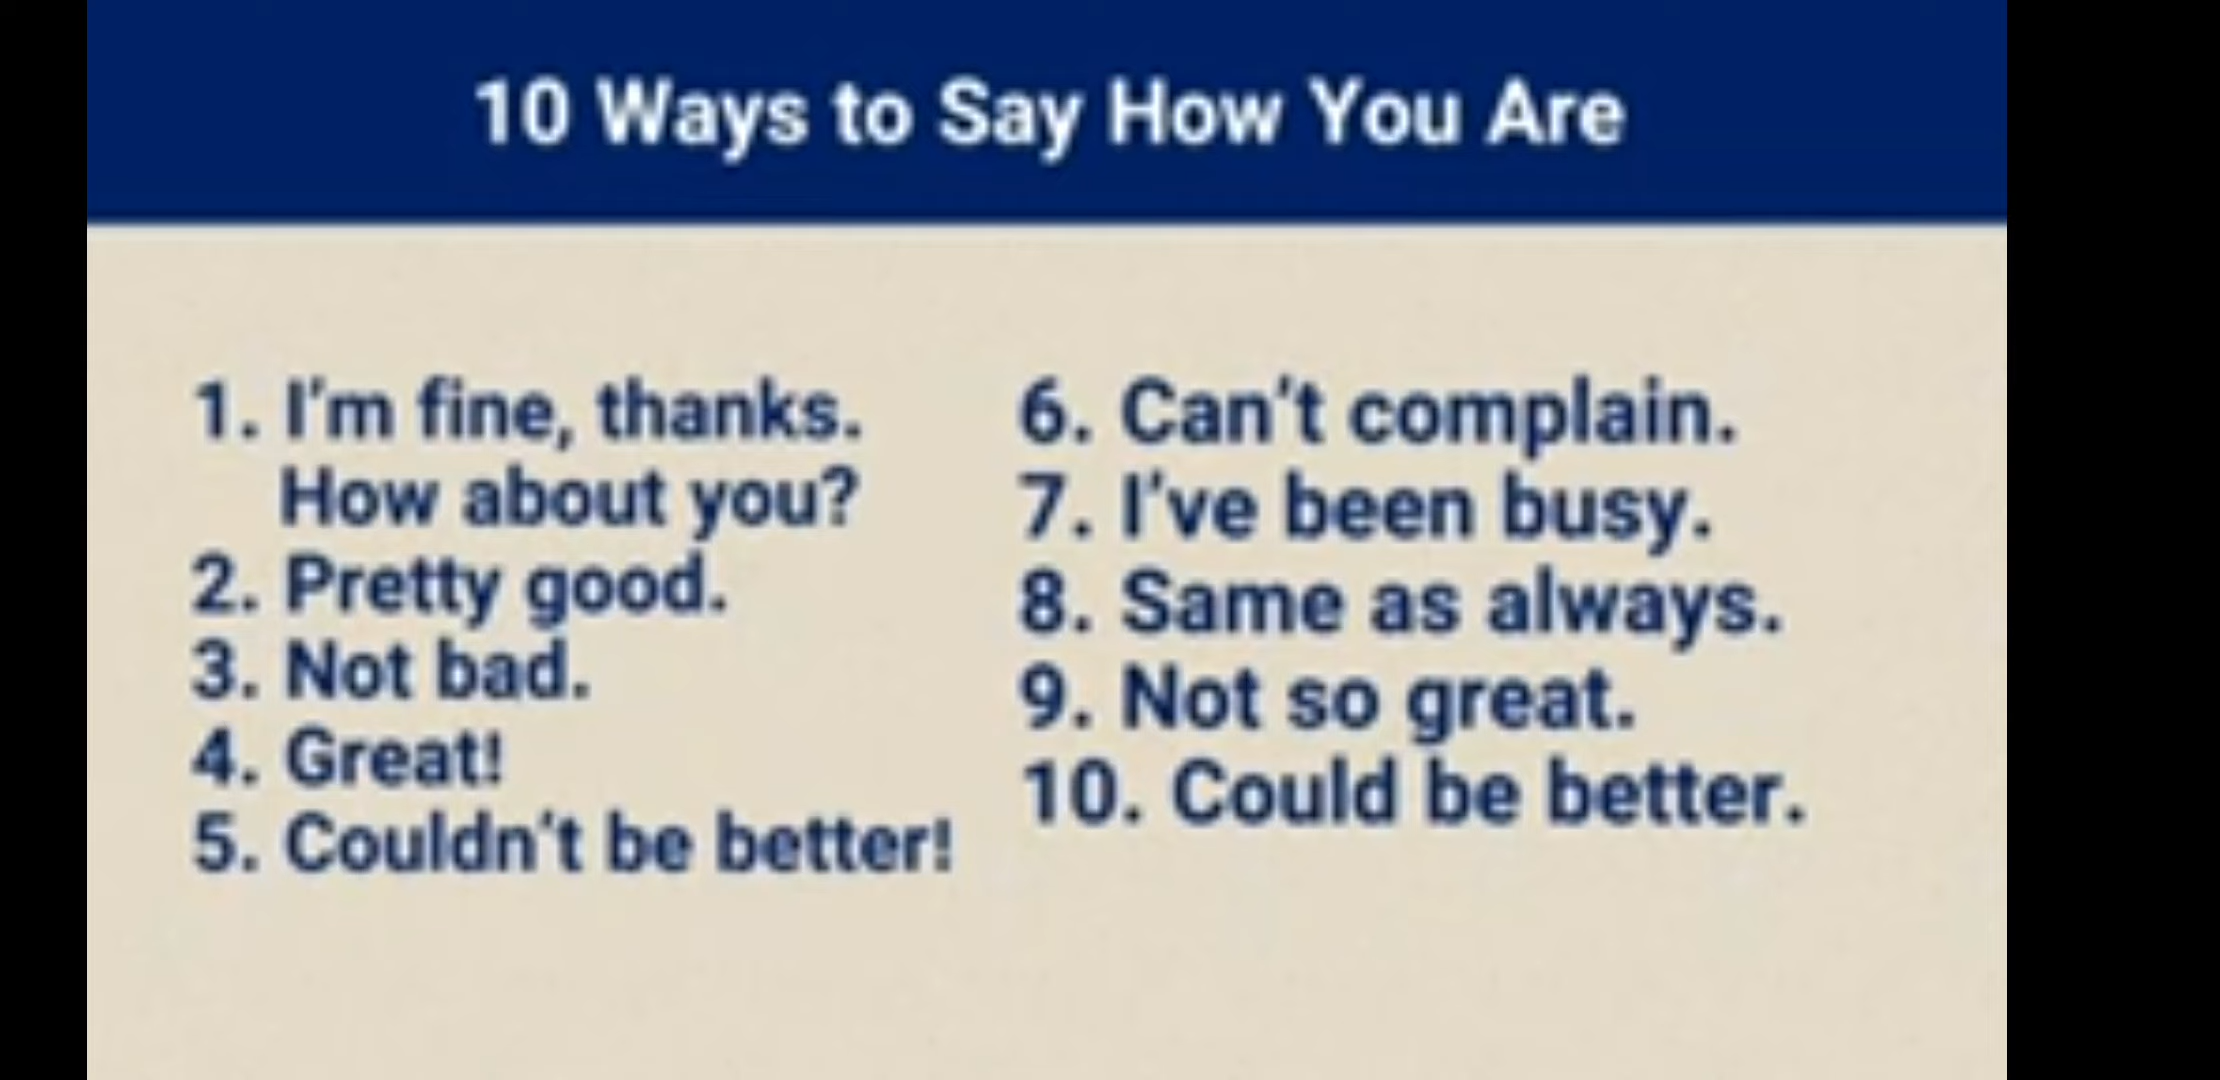 10 Ways to Say How You Are
1. I'm fine, thanks.
How about you?
2. Pretty good.
3. Not bad.
4. Great!
5. Couldn't be better!
6. Can't complain.
7. I've been busy.
8. Same as always.
9. Not so great.
10. Could be better.